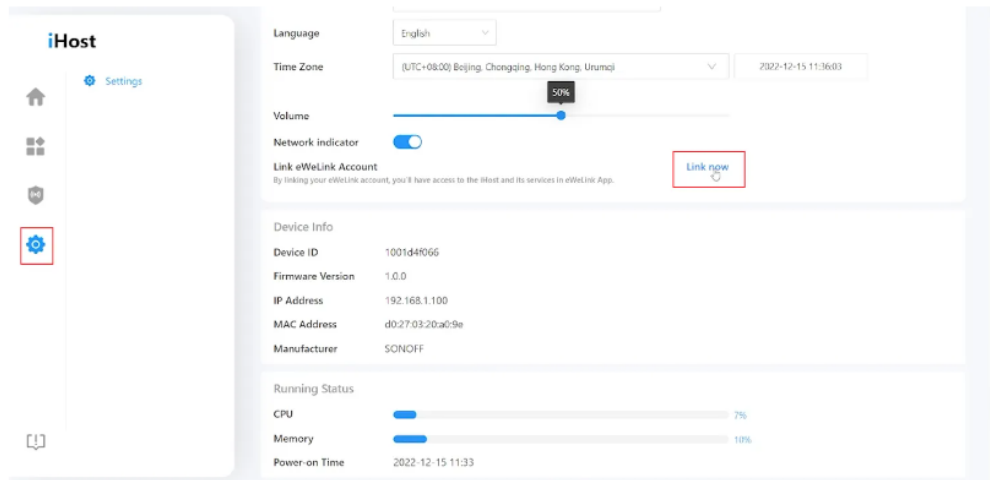 iHost
Settings
Language
English
Time Zone
(UTC+08:00) Beijing, Chongqing, Hong Kong, Urumqi
2022-12-15 11:36:03
50%
Volume
Network indicator
Link eWeLink Account
Link now
By linking your eWeLink account, you'll have access to the iHost and its services in eWeLink App.
Device Info
Device ID 1001d4f066
Firmware Version 1.0.0
IP Address 192.168.1.100
MAC Address d0:27:03:20:a0:9e
Manufacturer SONOFF
Running Status
CPU 7%
Memory 10%
Power-on Time 2022-12-15 11:33